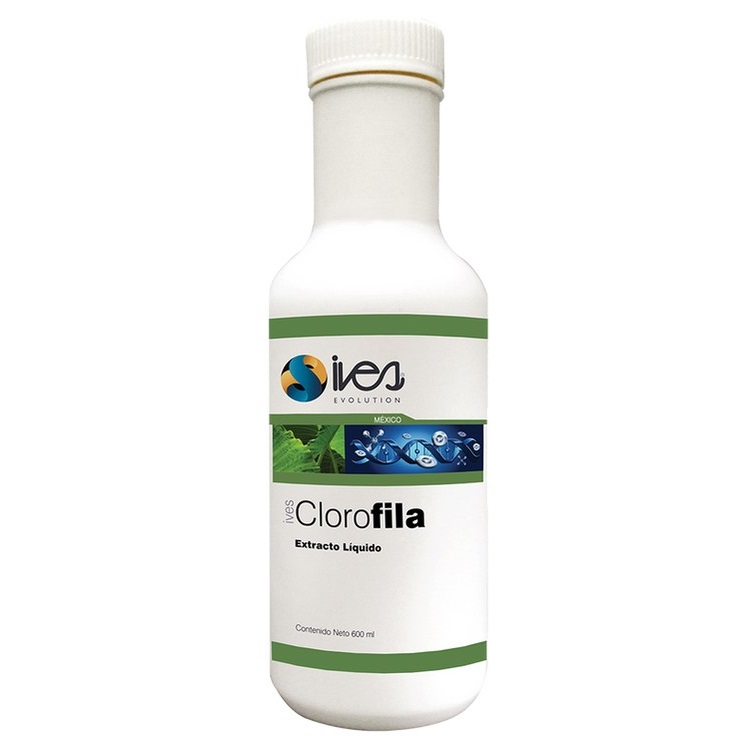 ives
EVOLUTION
MÉXICO
ives
Clorofila
Extracto Líquido
Contenido Neto 600 ml